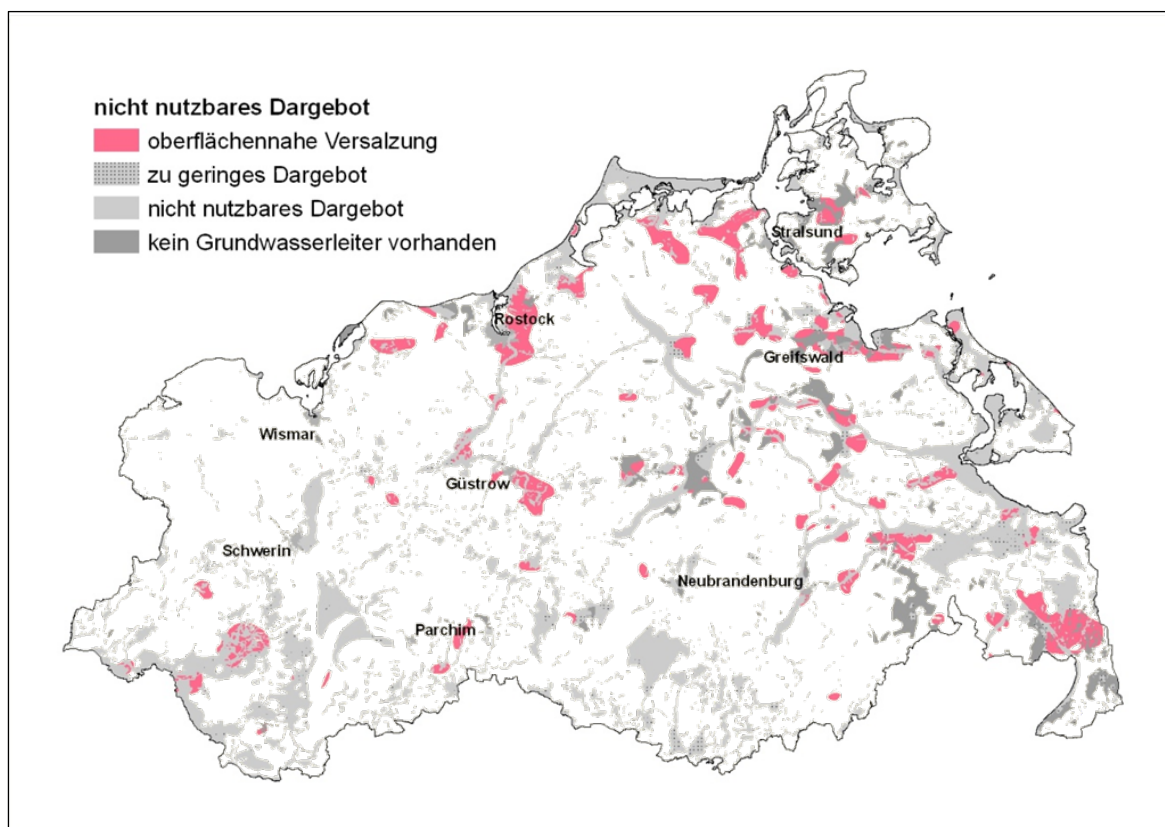 nicht nutzbares Dargebot
oberflächennahe Versalzung
zu geringes Dargebot
nicht nutzbares Dargebot
kein Grundwasserleiter vorhanden
Stralsund
Rostock
Greifswald
Wismar
Güstrow
Schwerin
Neubrandenburg
Parchim